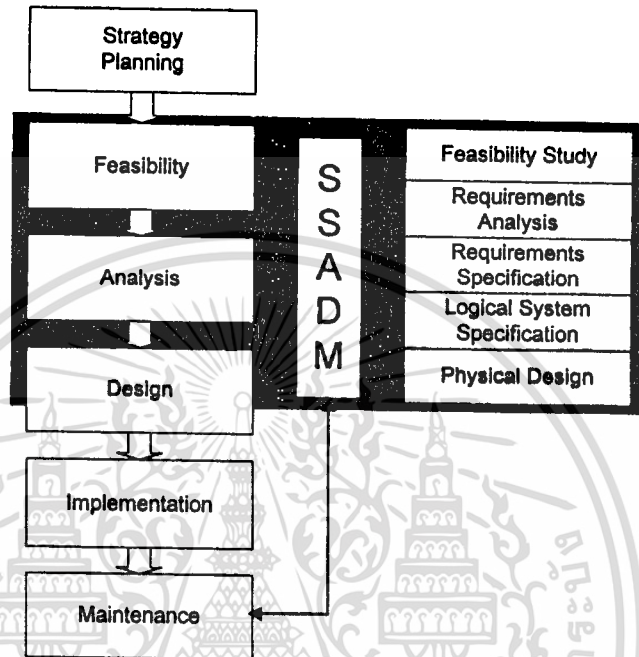 Strategy
Planning
Feasibility
Analysis
Design
Implementation
Maintenance
S
S
A
D
M
Feasibility Study
Requirements
Analysis
Requirements
Specification
Logical System
Specification
Physical Design